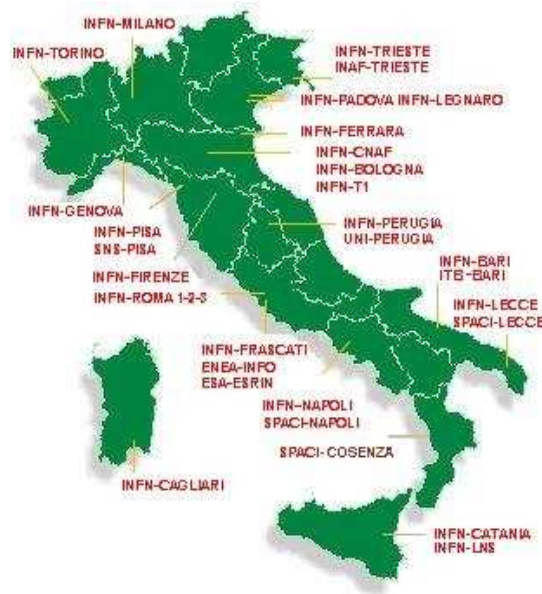 INFN-MILANO
INFN-TORINO
INFN-TRIESTE
INAF-TRIESTE
INFN-PADOVA INFN-LEGNARO
INFN-FERRARA
INFN-CNAF
INFN-BOLOGNA
INFN-T1
INFN-GENOVA
INFN-PISA
SNS-PISA
INFN-PERUGIA
UNI-PERUGIA
INFN-FIRENZE
INFN-ROMA 1-2-3
INFN-BARI
ITB-BARI
INFN-LECCE
SPACI-LECCE
INFN-FRASCATI
ENEA-INFO
ESA-ESRIN
INFN-NAPOLI
SPACI-NAPOLI
SPACI-COSENZA
INFN-CAGLIARI
INFN-CATANIA
INFN-LNS